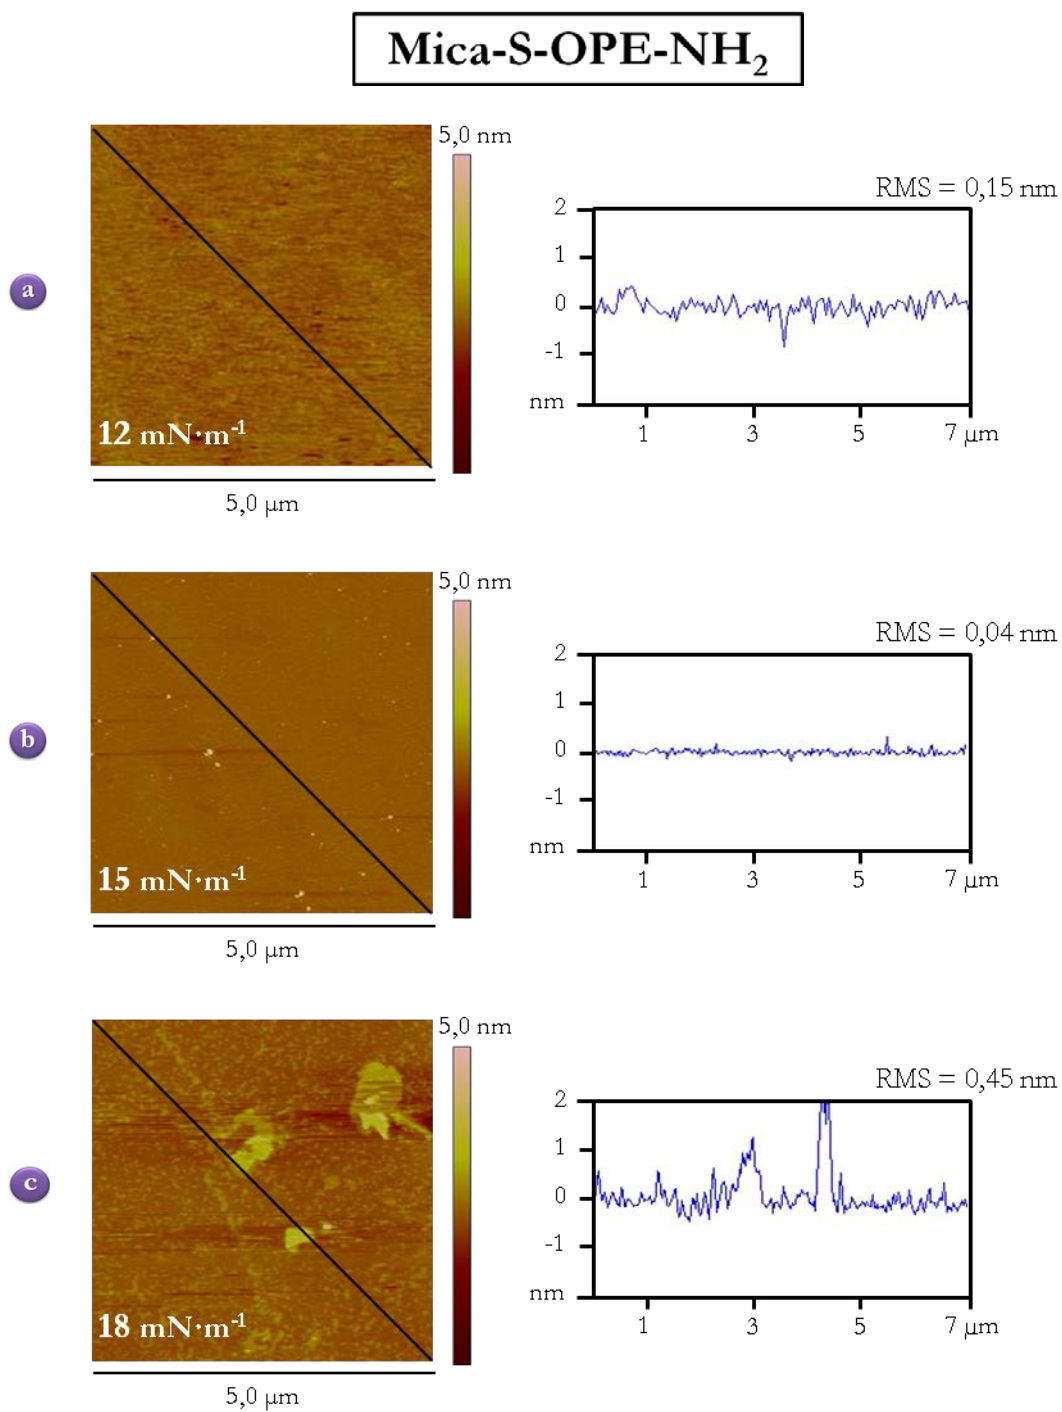 Mica-S-OPE-NH₂
a
5,0 nm
12 mN·m⁻¹
5,0 µm
RMS = 0,15 nm
2
1
0
-1
nm
1 3 5 7 µm
b
5,0 nm
15 mN·m⁻¹
5,0 µm
RMS = 0,04 nm
2
1
0
-1
nm
1 3 5 7 µm
c
5,0 nm
18 mN·m⁻¹
5,0 µm
RMS = 0,45 nm
2
1
0
-1
nm
1 3 5 7 µm